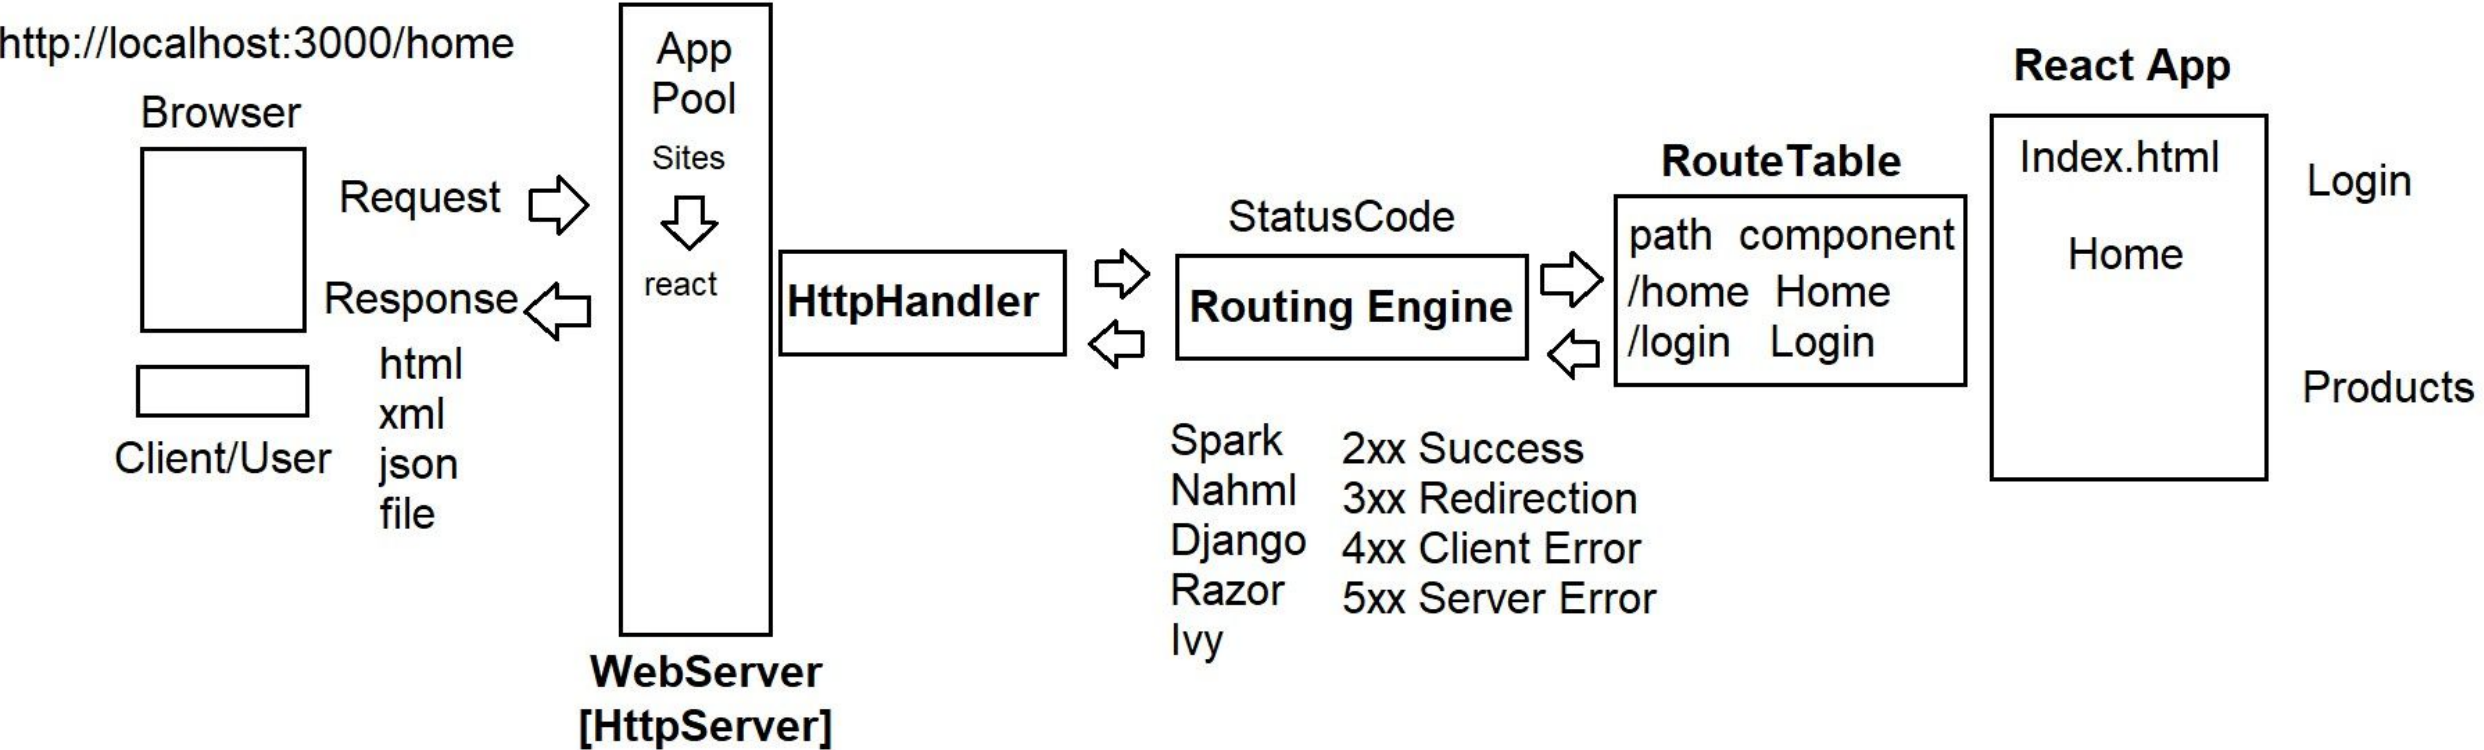 http://localhost:3000/home
Browser
Request
Response
html
xml
json
file
Client/User
App
Pool
Sites
react
WebServer
[HttpServer]
HttpHandler
StatusCode
Routing Engine
Spark
Nahml
Django
Razor
Ivy
2xx Success
3xx Redirection
4xx Client Error
5xx Server Error
RouteTable
path component
/home Home
/login Login
React App
Index.html
Home
Login
Products